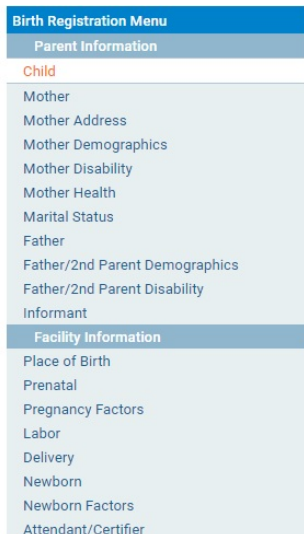 Birth Registration Menu
Parent Information
Child
Mother
Mother Address
Mother Demographics
Mother Disability
Mother Health
Marital Status
Father
Father/2nd Parent Demographics
Father/2nd Parent Disability
Informant
Facility Information
Place of Birth
Prenatal
Pregnancy Factors
Labor
Delivery
Newborn
Newborn Factors
Attendant/Certifier